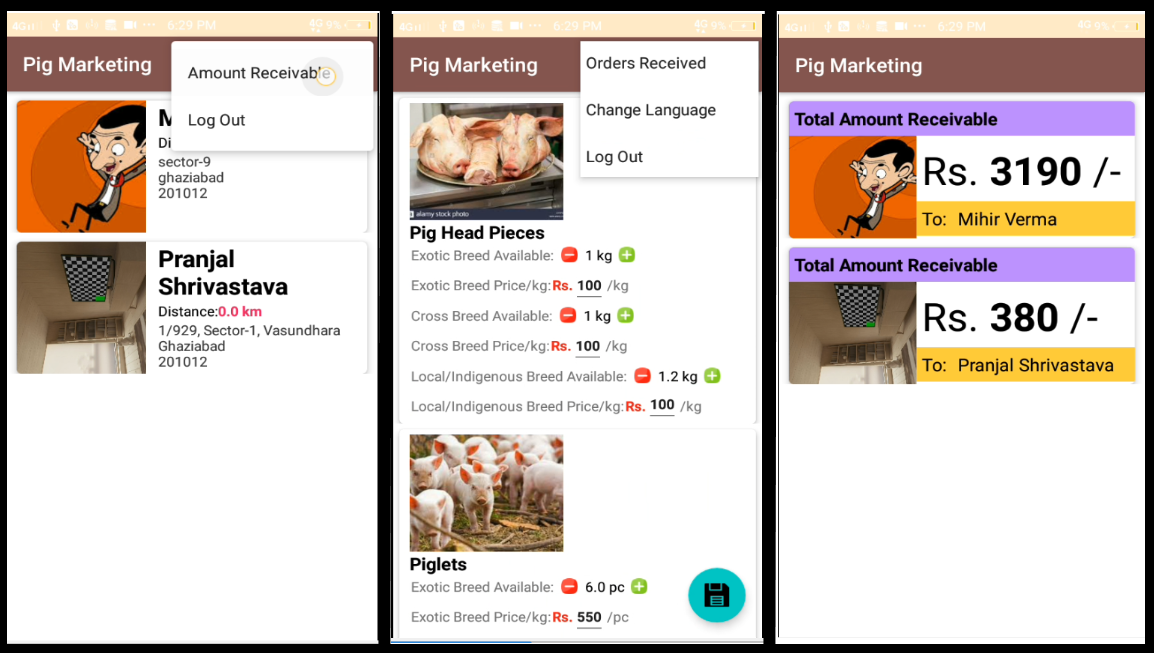 4G 6:29 PM 4G 9%
Pig Marketing
Amount Receivable
Log Out
M
Di
sector-9
ghaziabad
201012
Pranjal
Shrivastava
Distance:0.0 km
1/929, Sector-1, Vasundhara
Ghaziabad
201012
4G 6:29 PM 4G 9%
Pig Marketing
Orders Received
Change Language
Log Out
a alamy stock photo
Pig Head Pieces
Exotic Breed Available: 1 kg
Exotic Breed Price/kg:Rs. 100 /kg
Cross Breed Available: 1 kg
Cross Breed Price/kg:Rs. 100 /kg
Local/Indigenous Breed Available: 1.2 kg
Local/Indigenous Breed Price/kg:Rs. 100 /kg
Piglets
Exotic Breed Available: 6.0 pc
Exotic Breed Price/kg:Rs. 550 /pc
4G 6:29 PM 4G 9%
Pig Marketing
Total Amount Receivable
Rs. 3190 /-
To: Mihir Verma
Total Amount Receivable
Rs. 380 /-
To: Pranjal Shrivastava